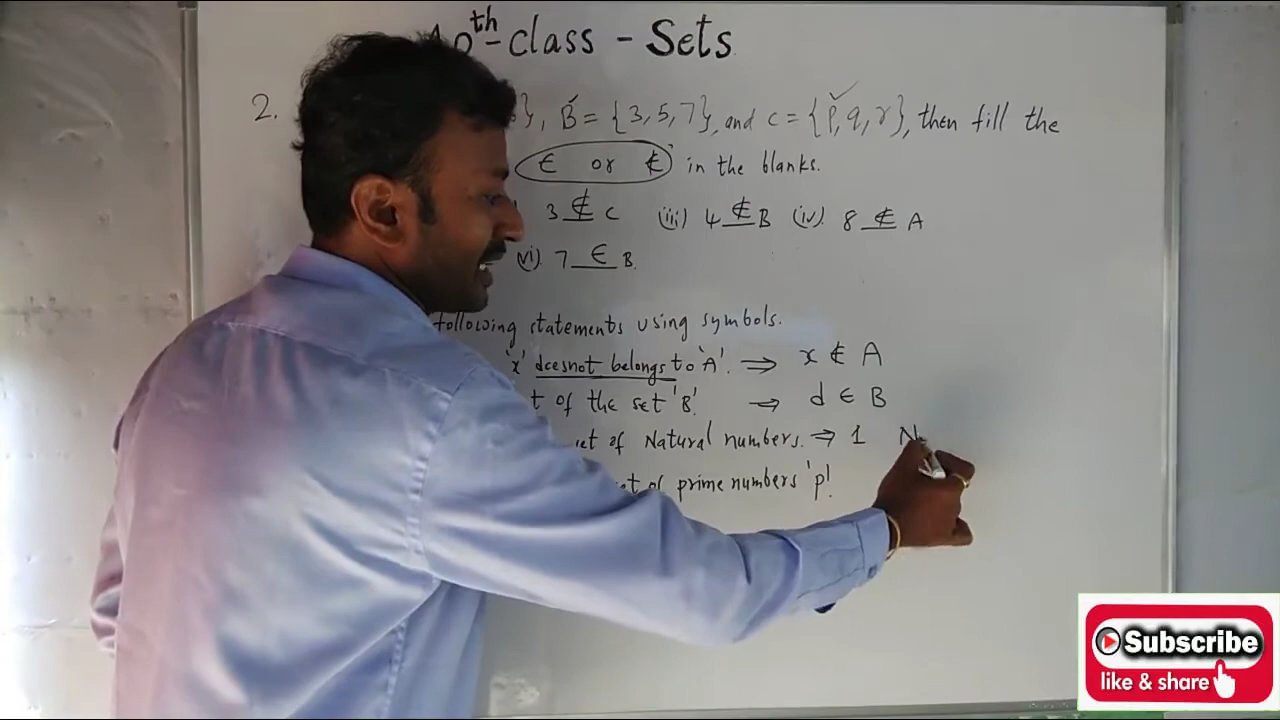 10th-class - Sets
2. }, B = {3, 5, 7}, and c = {p, q, r}, then fill the
∈ or ∉ in the blanks.
3 ∉ C (iii) 4 ∉ B (iv) 8 ∉ A
(vi) 7 ∈ B.
following statements using symbols.
'x' doesnot belongs to 'A'. ⇒ x ∉ A
of the set 'B'. ⇒ d ∈ B
set of Natural numbers. ⇒ 1 N
set of prime numbers 'p'.
Subscribe
like & share